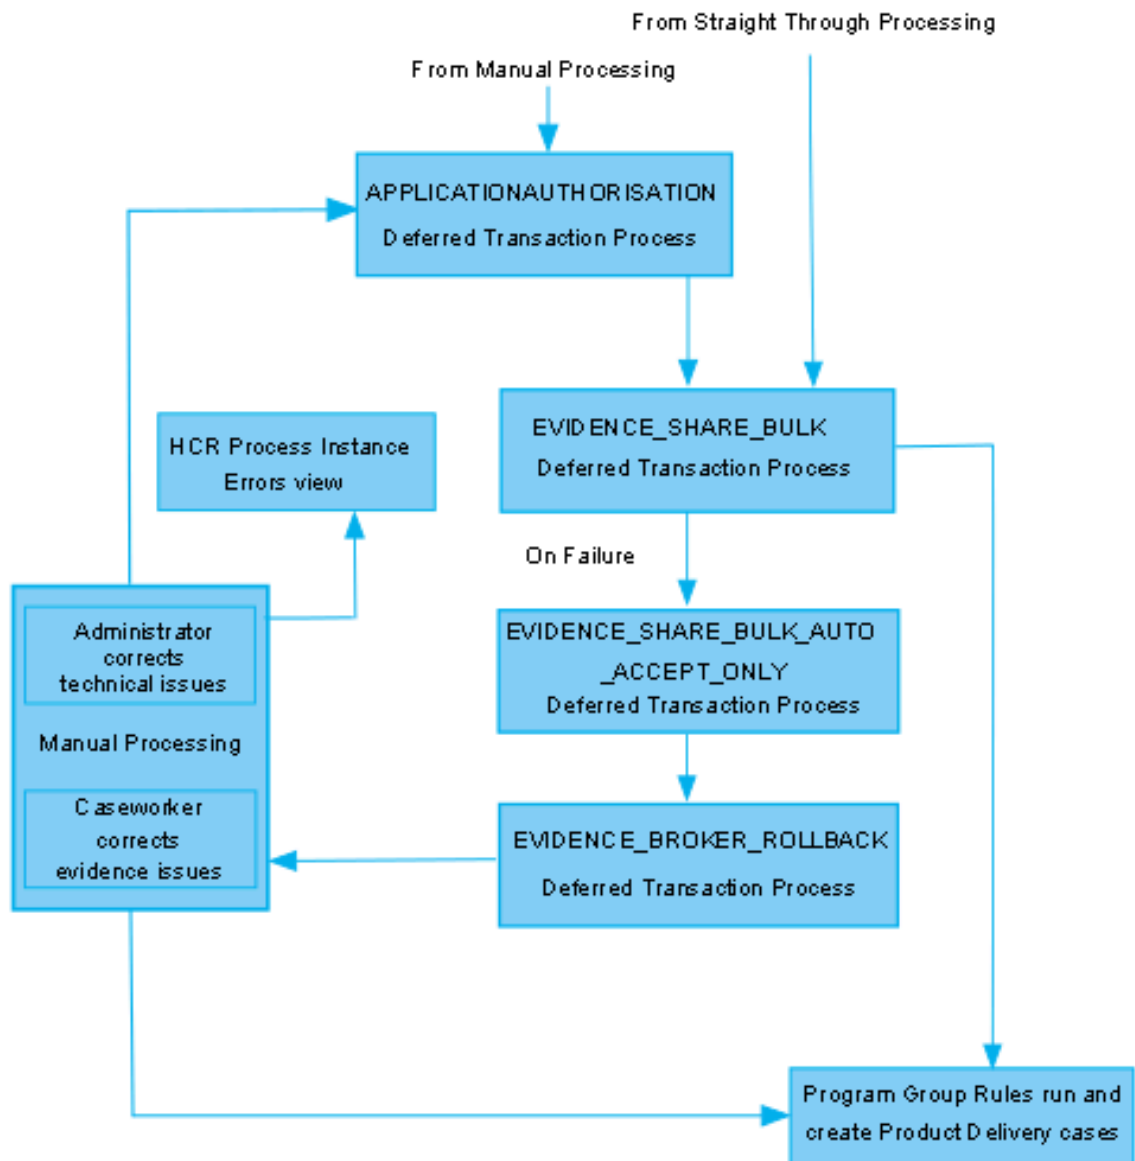 From Straight Through Processing
From Manual Processing
APPLICATIONAUTHORISATION
Deferred Transaction Process
EVIDENCE_SHARE_BULK
Deferred Transaction Process
HCR Process Instance
Errors view
On Failure
EVIDENCE_SHARE_BULK_AUTO
_ACCEPT_ONLY
Deferred Transaction Process
Administrator
corrects
technical issues
Manual Processing
Caseworker
corrects
evidence issues
EVIDENCE_BROKER_ROLLBACK
Deferred Transaction Process
Program Group Rules run and
create Product Delivery cases